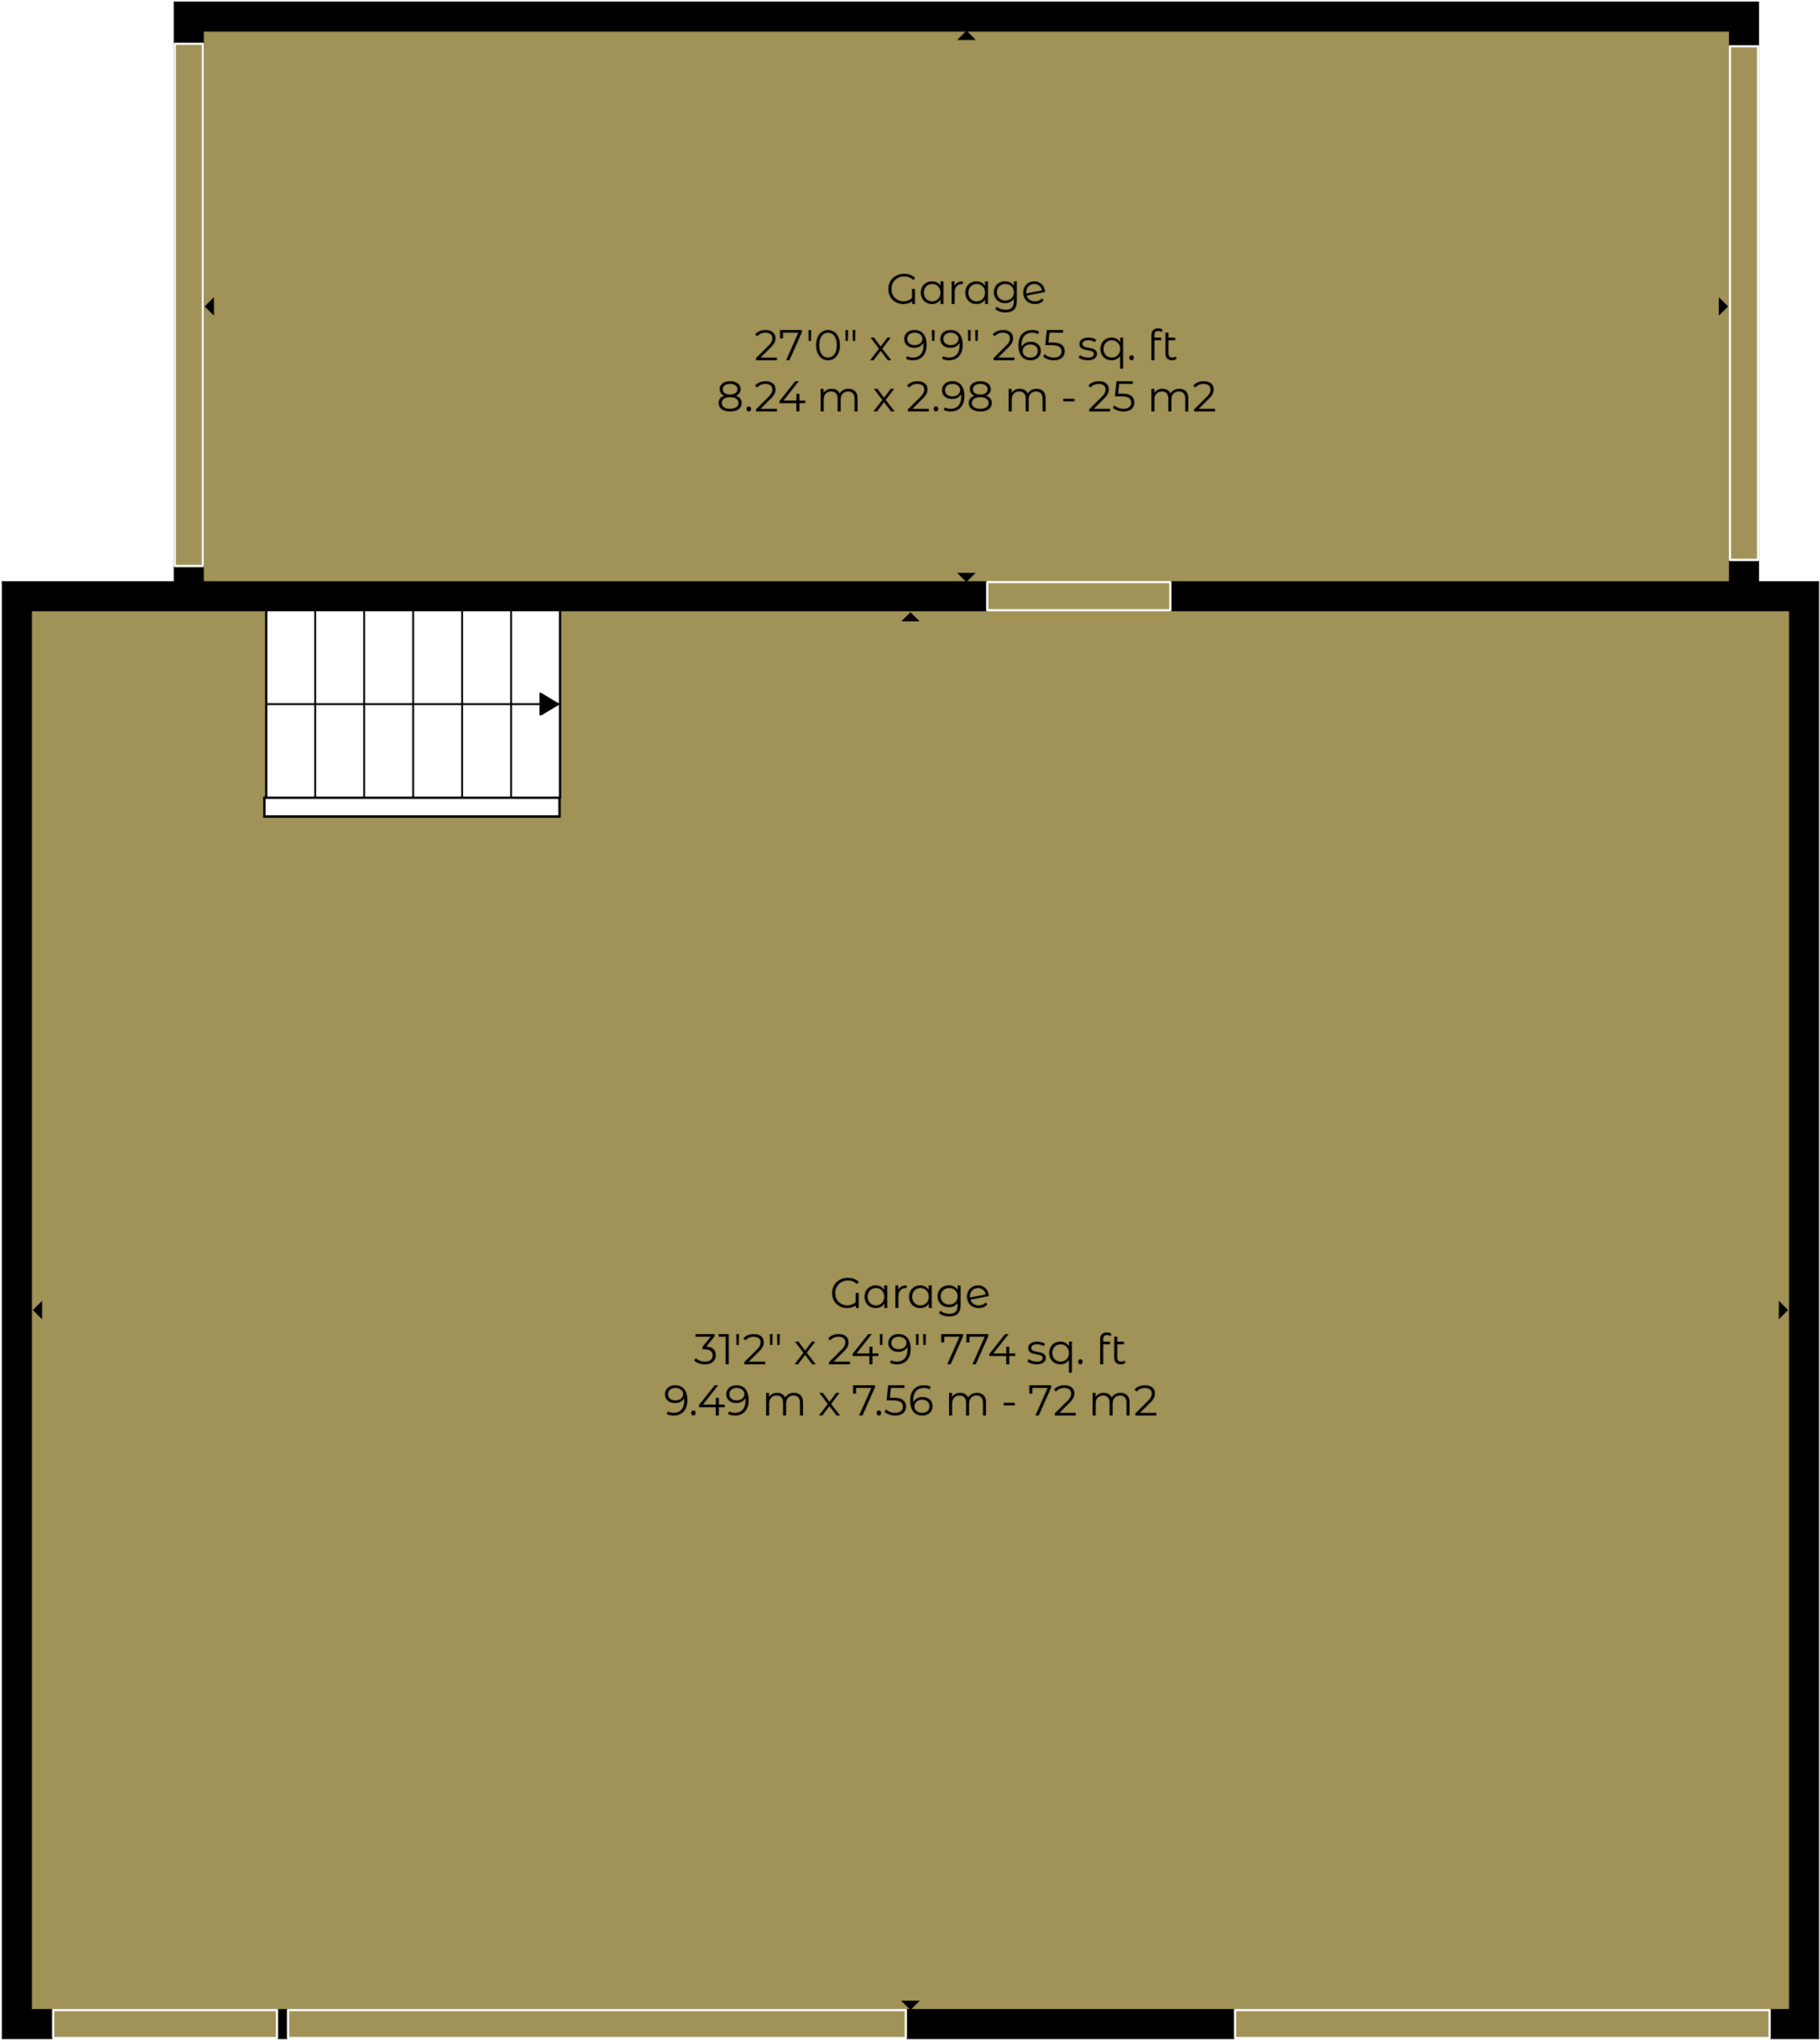 Garage
27'0" x 9'9" 265 sq. ft
8.24 m x 2.98 m - 25 m2
Garage
31'2" x 24'9" 774 sq. ft
9.49 m x 7.56 m - 72 m2